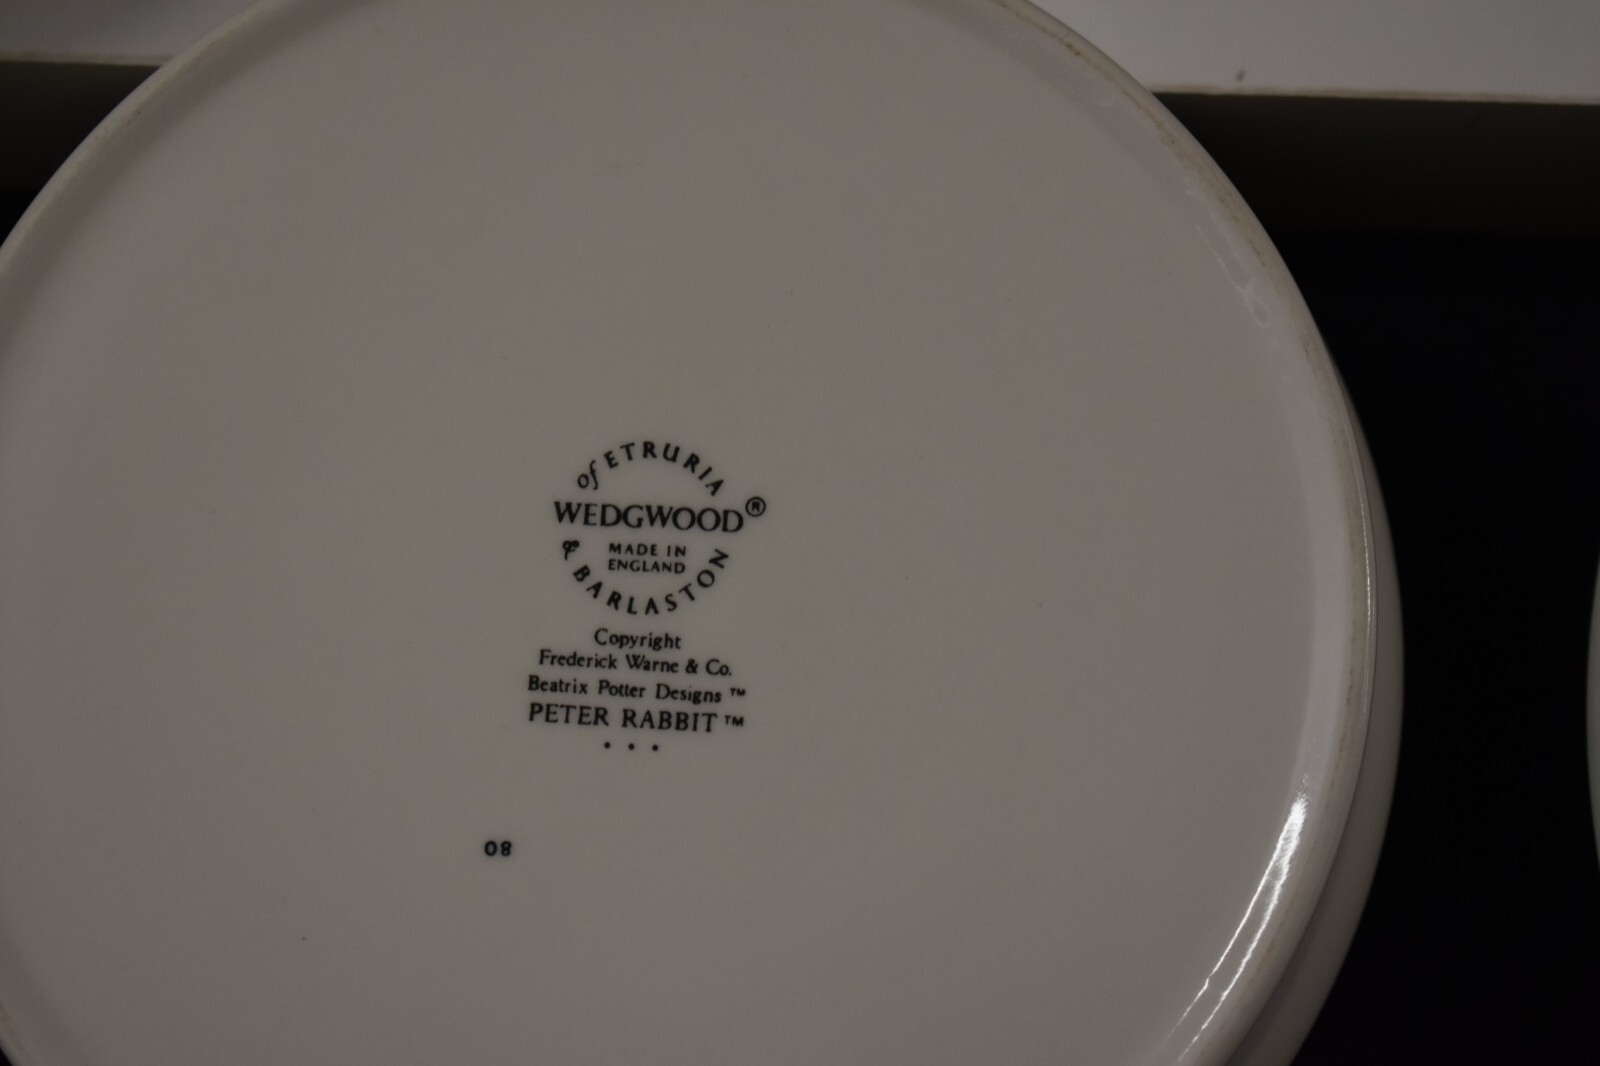 of ETRURIA
WEDGWOOD®
MADE IN
ENGLAND
& BARLASTON
Copyright
Frederick Warne & Co.
Beatrix Potter Designs ™
PETER RABBIT ™
• • •
08